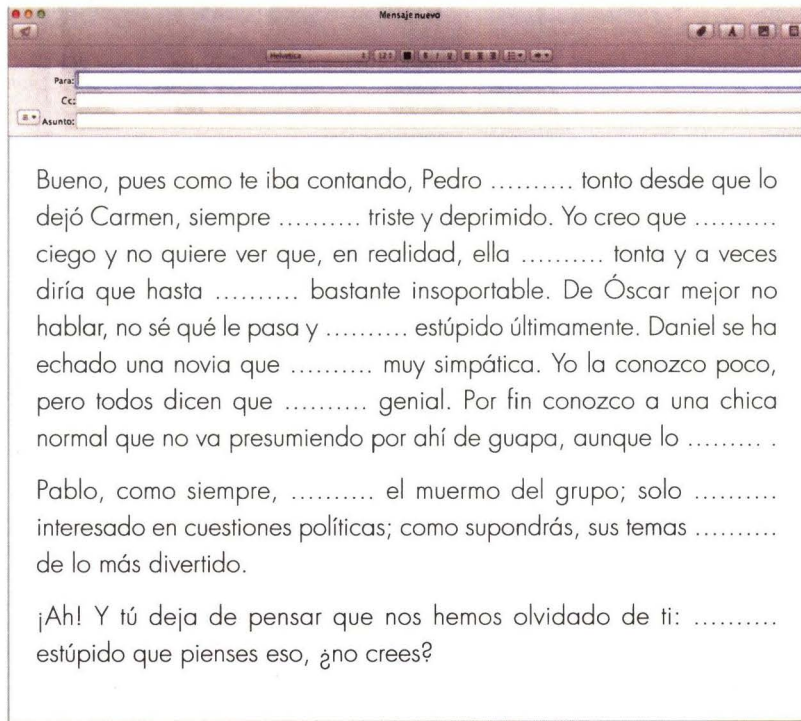 Mensaje nuevo
Helvetica 12
Para:
Cc:
Asunto:
Bueno, pues como te iba contando, Pedro .......... tonto desde que lo
dejó Carmen, siempre .......... triste y deprimido. Yo creo que ..........
ciego y no quiere ver que, en realidad, ella .......... tonta y a veces
diría que hasta .......... bastante insoportable. De Óscar mejor no
hablar, no sé qué le pasa y .......... estúpido últimamente. Daniel se ha
echado una novia que .......... muy simpática. Yo la conozco poco,
pero todos dicen que .......... genial. Por fin conozco a una chica
normal que no va presumiendo por ahí de guapa, aunque lo ......... .
Pablo, como siempre, .......... el muermo del grupo; solo ..........
interesado en cuestiones políticas; como supondrás, sus temas ..........
de lo más divertido.
¡Ah! Y tú deja de pensar que nos hemos olvidado de ti: ..........
estúpido que pienses eso, ¿no crees?